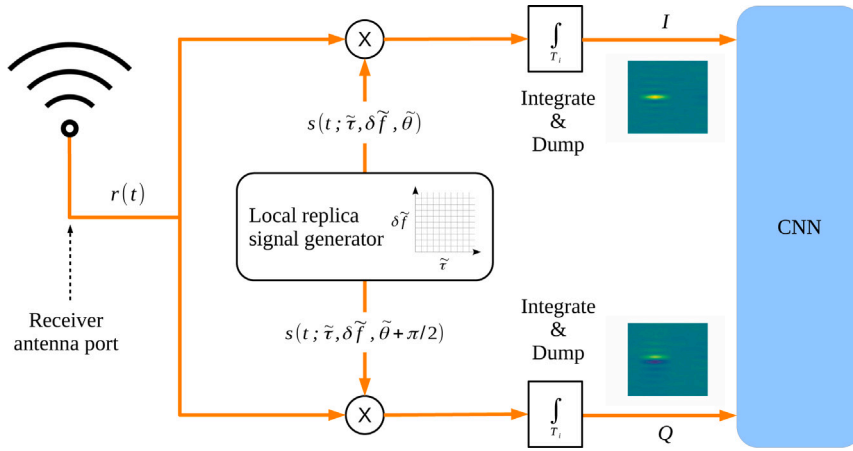 I
X
∫
T_i
Integrate
&
Dump
s(t; τ̃, δf̃, θ̃)
r(t)
Local replica
signal generator
δf̃
τ̃
CNN
Receiver
antenna port
s(t; τ̃, δf̃, θ̃+π/2)
Integrate
&
Dump
X
∫
T_i
Q